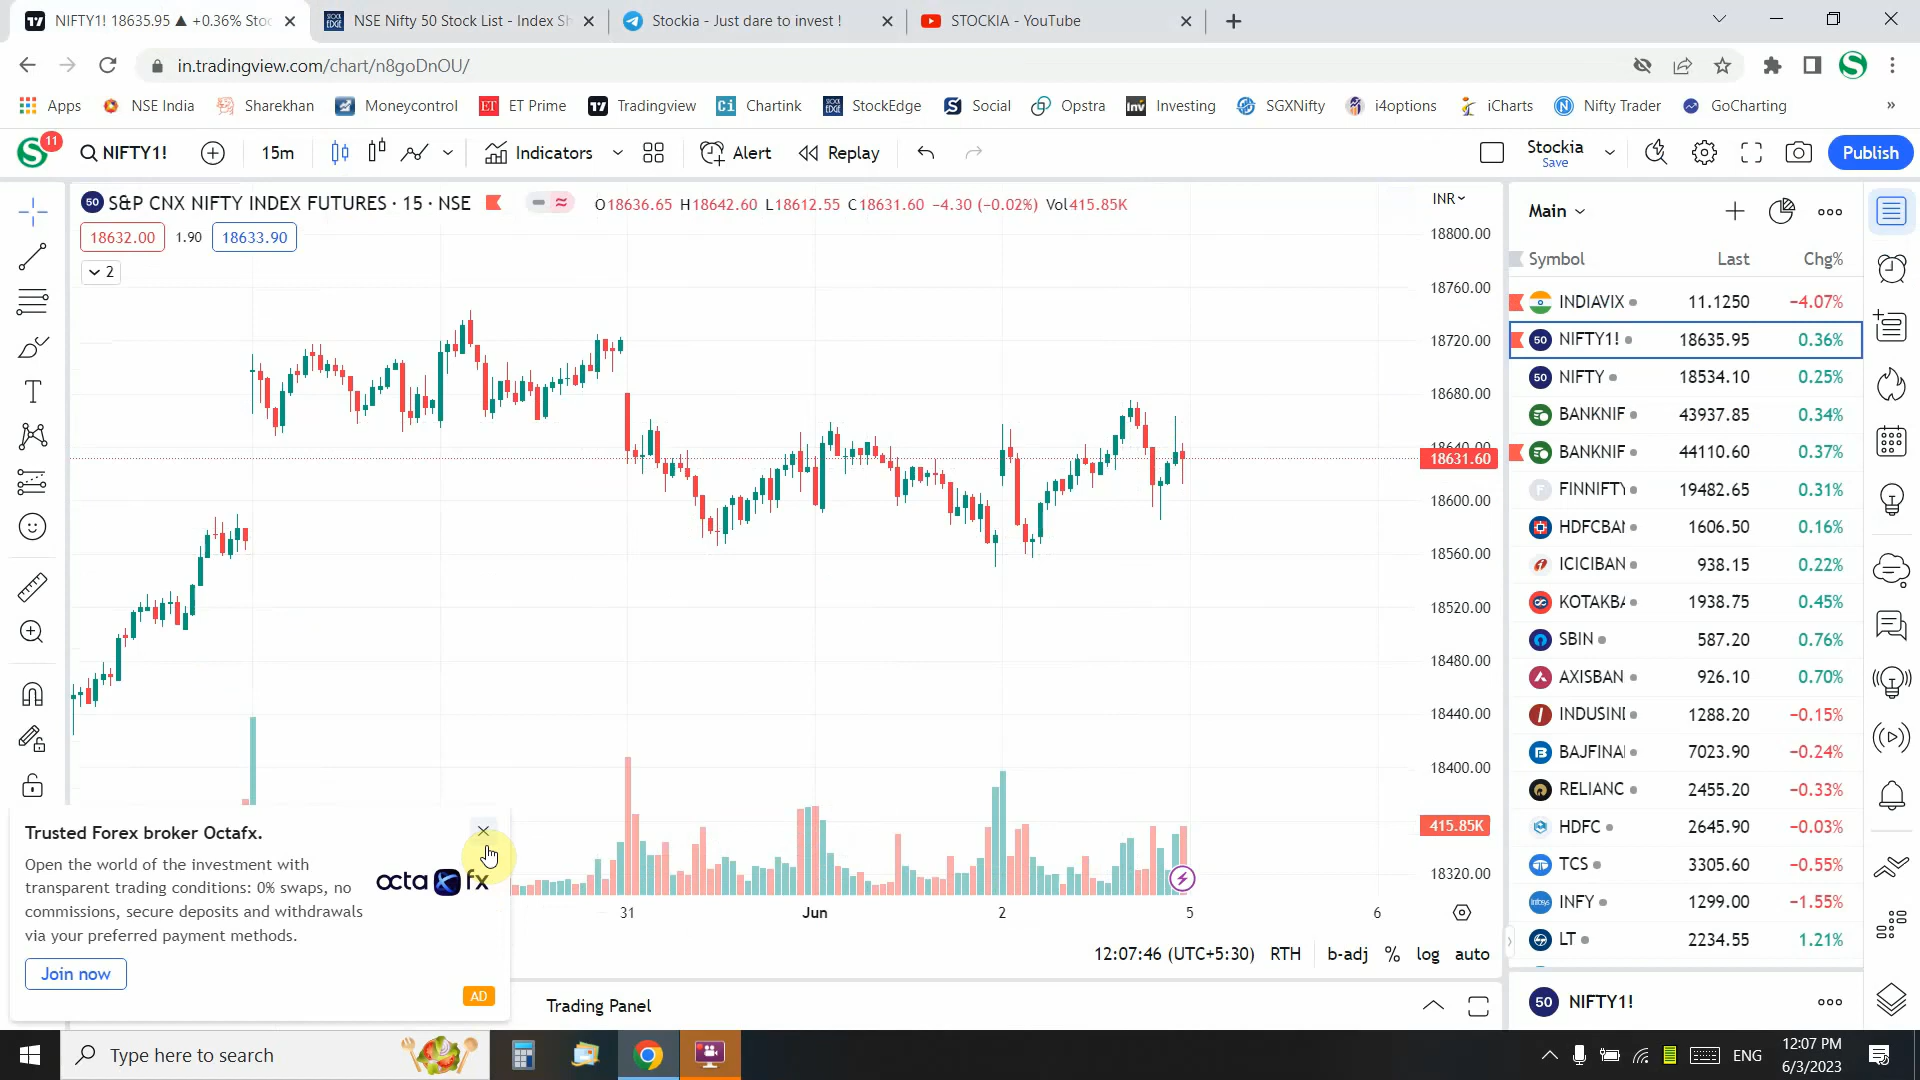 NIFTY1! 18635.95 ▲ +0.36% Stoc
NSE Nifty 50 Stock List - Index Sh
Stockia - Just dare to invest !
STOCKIA - YouTube
in.tradingview.com/chart/n8goDnOU/
Apps
NSE India
Sharekhan
Moneycontrol
ET Prime
Tradingview
Chartink
StockEdge
Social
Opstra
Investing
SGXNifty
i4options
iCharts
Nifty Trader
GoCharting
»
11
NIFTY1!
15m
Indicators
Alert
Replay
Stockia
Save
Publish
50 S&P CNX NIFTY INDEX FUTURES · 15 · NSE
O18636.65 H18642.60 L18612.55 C18631.60 −4.30 (−0.02%) Vol415.85K
18632.00 1.90 18633.90
2
INR
18800.00
18760.00
18720.00
18680.00
18640.00
18631.60
18600.00
18560.00
18520.00
18480.00
18440.00
18400.00
415.85K
18320.00
31 Jun 2 5 6
12:07:46 (UTC+5:30) RTH b-adj % log auto
Trading Panel
Trusted Forex broker Octafx.
Open the world of the investment with
transparent trading conditions: 0% swaps, no
commissions, secure deposits and withdrawals
via your preferred payment methods.
octa fx
Join now
AD
Main
Symbol Last Chg%
INDIAVIX 11.1250 −4.07%
50 NIFTY1! 18635.95 0.36%
50 NIFTY 18534.10 0.25%
BANKNIF 43937.85 0.34%
BANKNIF 44110.60 0.37%
F FINNIFTY 19482.65 0.31%
HDFCBAN 1606.50 0.16%
ICICIBAN 938.15 0.22%
KOTAKBA 1938.75 0.45%
SBIN 587.20 0.76%
AXISBAN 926.10 0.70%
INDUSIN 1288.20 −0.15%
BAJFINA 7023.90 −0.24%
RELIANC 2455.20 −0.33%
HDFC 2645.90 −0.03%
TCS 3305.60 −0.55%
INFY 1299.00 −1.55%
LT 2234.55 1.21%
50 NIFTY1!
Type here to search
ENG
12:07 PM
6/3/2023